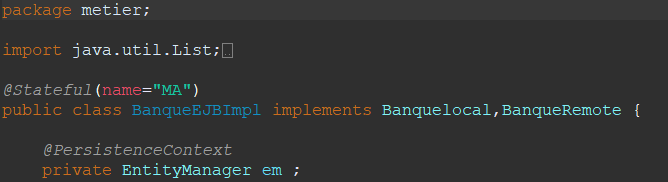 package metier;
import java.util.List;
@Stateful(name="MA")
public class BanqueEJBImpl implements Banquelocal,BanqueRemote {
@PersistenceContext
private EntityManager em ;